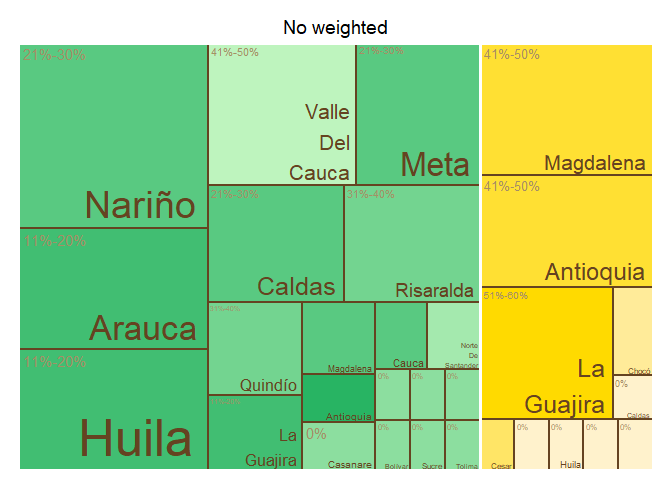 No weighted
21%-30%
Nariño
11%-20%
Arauca
11%-20%
Huila
41%-50%
Valle
Del
Cauca
21%-30%
Meta
21%-30%
Caldas
31%-40%
Risaralda
31%-40%
Quindío
La
Guajira
Magdalena
Antioquia
0%
Casanare
Cauca
Norte
De
Santander
0%
0%
0%
0%
Bolívar
0%
Sucre
0%
Tolima
41%-50%
Magdalena
41%-50%
Antioquia
51%-60%
La
Guajira
Chocó
0%
Caldas
Cesar
0%
0%
Huila
0%
0%